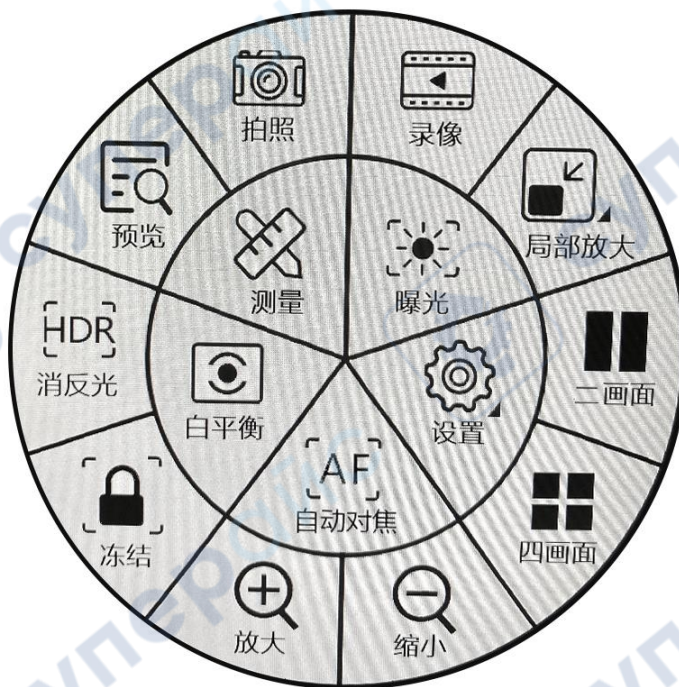 拍照
录像
预览
局部放大
测量
曝光
HDR
消反光
二画面
白平衡
设置
AF
自动对焦
冻结
四画面
放大
缩小